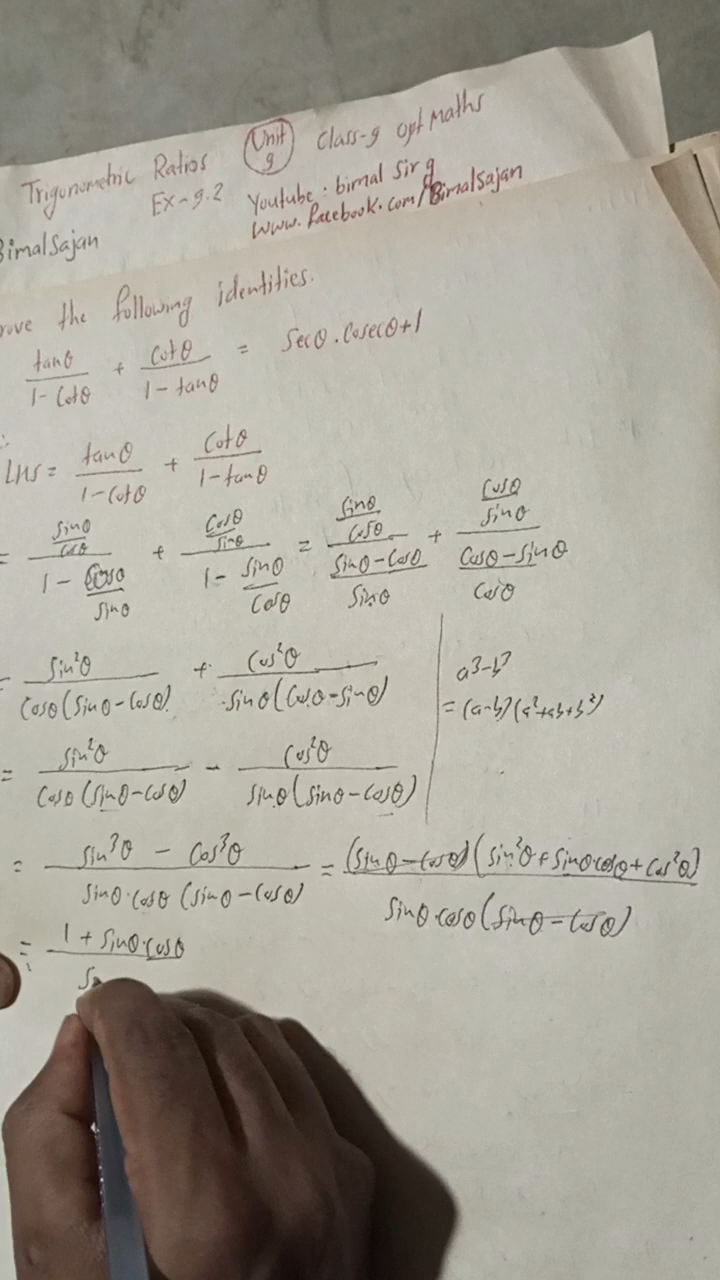 Trigonometric Ratios Unit 9 Class-9 Opt Maths
Ex-9.2 Youtube: bimal Sir g
BimalSajan www.facebook.com/BimalSajan
rove the following identities.
tanθ/(1-Cotθ) + Cotθ/(1-tanθ) = Secθ.Cosecθ+1
LHS = tanθ/(1-Cotθ) + Cotθ/(1-tanθ)
= (Sinθ/Cosθ)/(1-Cosθ/Sinθ) + (Cosθ/Sinθ)/(1-Sinθ/Cosθ) = (Sinθ/Cosθ)/((Sinθ-Cosθ)/Sinθ) + (Cosθ/Sinθ)/((Cosθ-Sinθ)/Cosθ)
= Sin²θ/(Cosθ(Sinθ-Cosθ)) + Cos²θ/(Sinθ(Cosθ-Sinθ))
a³-b³
=(a-b)(a²+ab+b²)
= Sin²θ/(Cosθ(Sinθ-Cosθ)) - Cos²θ/(Sinθ(Sinθ-Cosθ))
= (Sin³θ - Cos³θ)/(Sinθ.Cosθ(Sinθ-Cosθ)) = (Sinθ-Cosθ)(Sin²θ+Sinθ.Cosθ+Cos²θ)/(Sinθ.Cosθ(Sinθ-Cosθ))
= 1+Sinθ.Cosθ/S